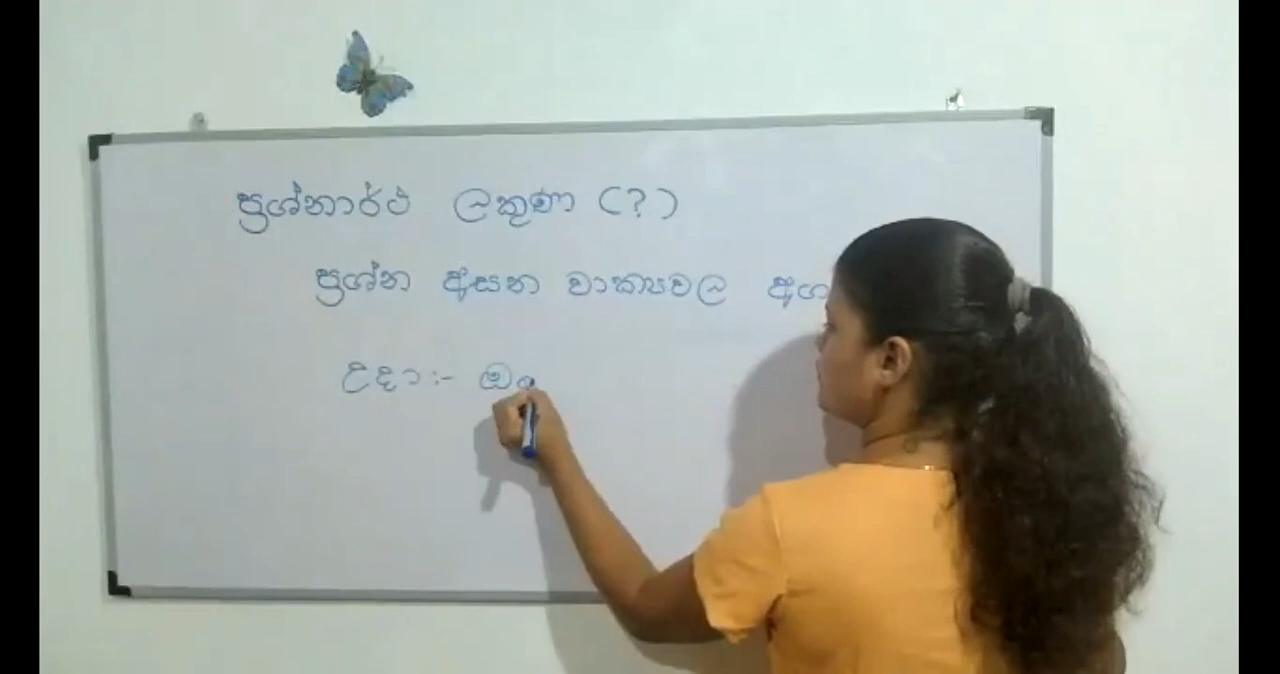 ප්‍රශ්නාර්ථ ලකුණ (?)
ප්‍රශ්න අසන වාක්‍යවල අග
උදා:-